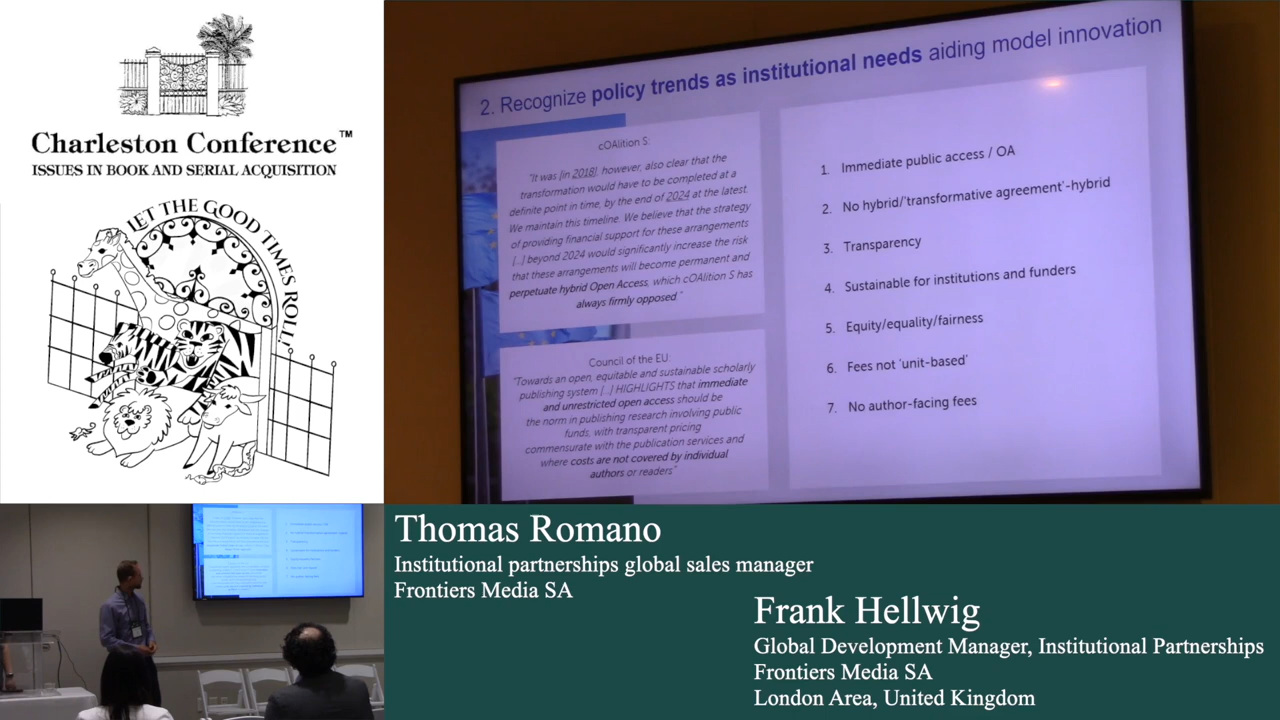 Charleston Conference™
ISSUES IN BOOK AND SERIAL ACQUISITION
LET THE GOOD TIMES ROLL!
2. Recognize policy trends as institutional needs aiding model innovation
cOAlition S:
"It was [in 2018], however, also clear that the
transformation would have to be completed at a
definite point in time, by the end of 2024 at the latest.
We maintain this timeline. We believe that the strategy
of providing financial support for these arrangements
[...] beyond 2024 would significantly increase the risk
that these arrangements will become permanent and
perpetuate hybrid Open Access, which cOAlition S has
always firmly opposed."
Council of the EU:
"Towards an open, equitable and sustainable scholarly
publishing system [...] HIGHLIGHTS that immediate
and unrestricted open access should be
the norm in publishing research involving public
funds, with transparent pricing
commensurate with the publication services and
where costs are not covered by individual
authors or readers"
1. Immediate public access / OA
2. No hybrid/'transformative agreement'-hybrid
3. Transparency
4. Sustainable for institutions and funders
5. Equity/equality/fairness
6. Fees not 'unit-based'
7. No author-facing fees
Thomas Romano
Institutional partnerships global sales manager
Frontiers Media SA
Frank Hellwig
Global Development Manager, Institutional Partnerships
Frontiers Media SA
London Area, United Kingdom